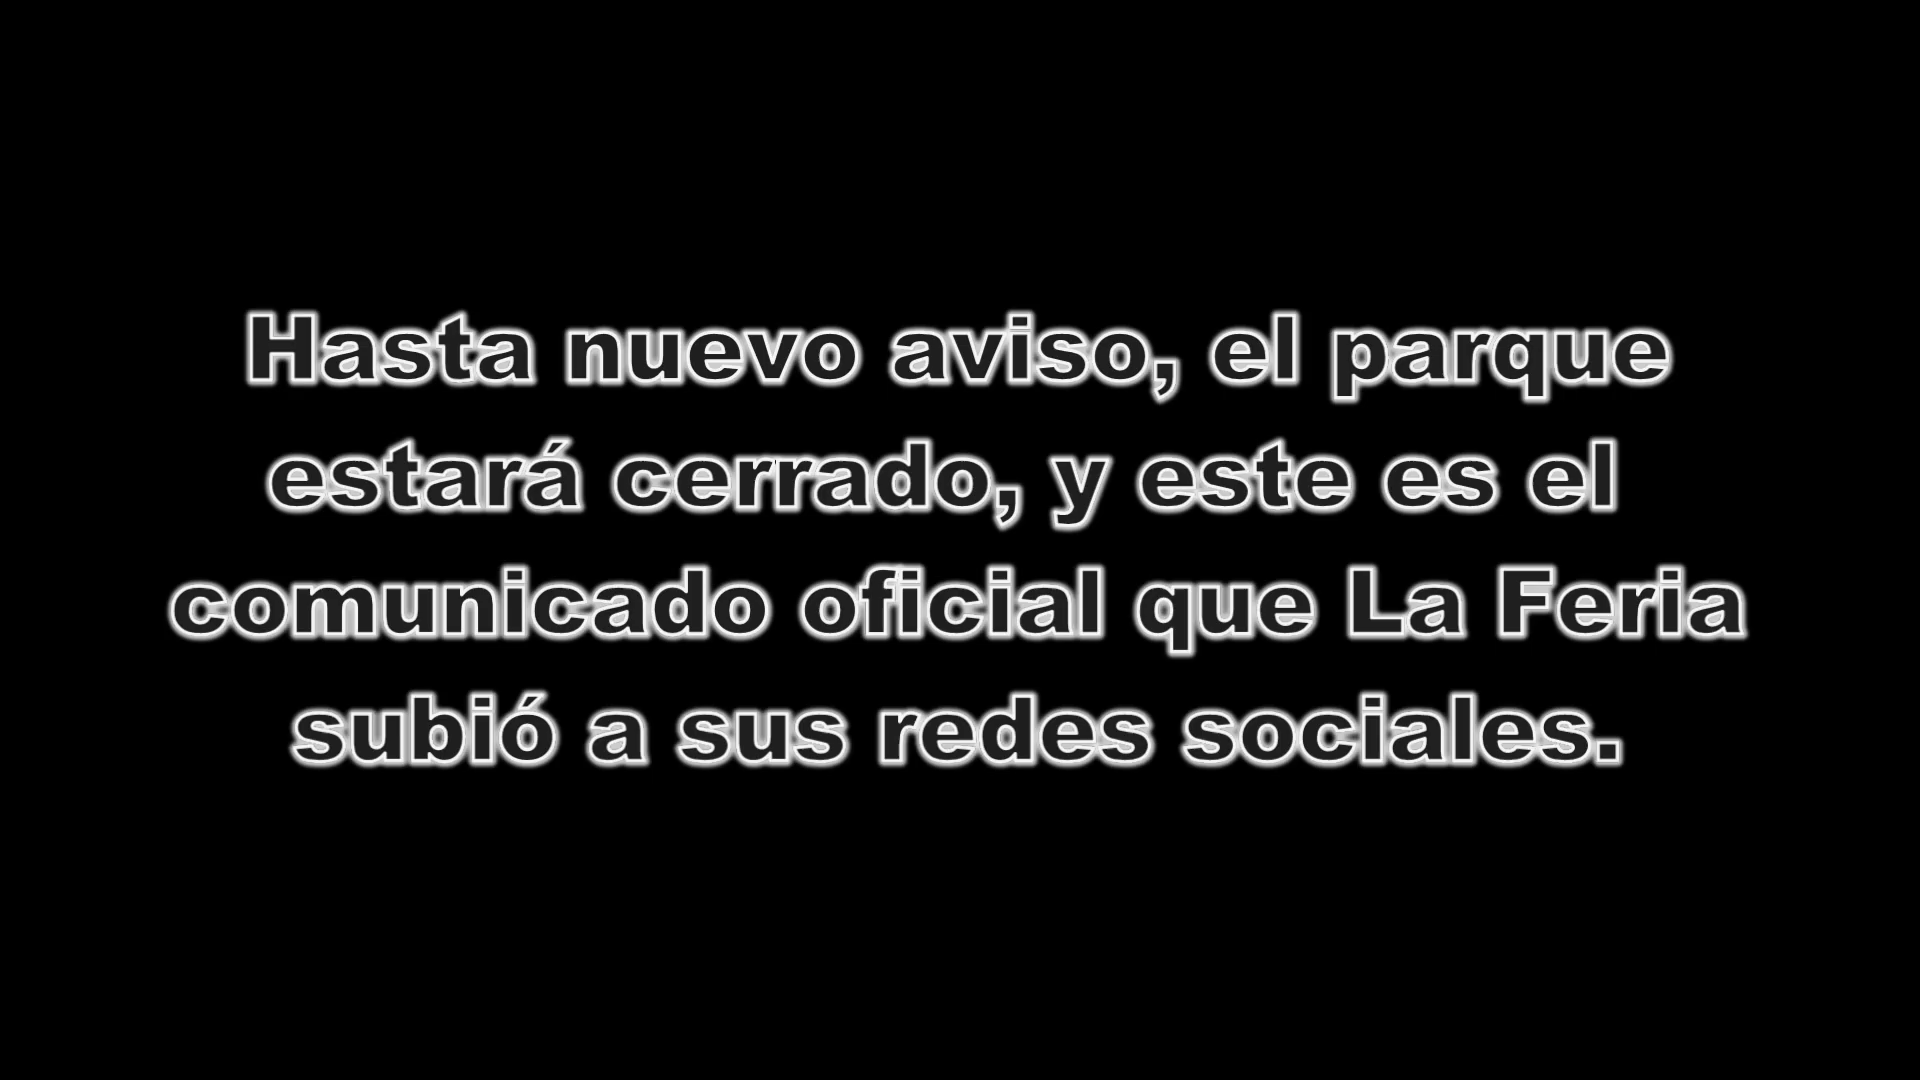 Hasta nuevo aviso, el parque
estará cerrado, y este es el
comunicado oficial que La Feria
subió a sus redes sociales.